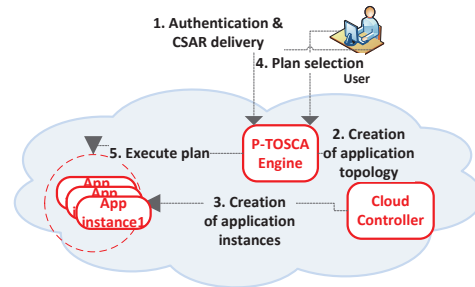 1. Authentication &
CSAR delivery
4. Plan selection
User
P-TOSCA
Engine
2. Creation
of application
topology
5. Execute plan
App
App
App
instance1
3. Creation
of application
instances
Cloud
Controller